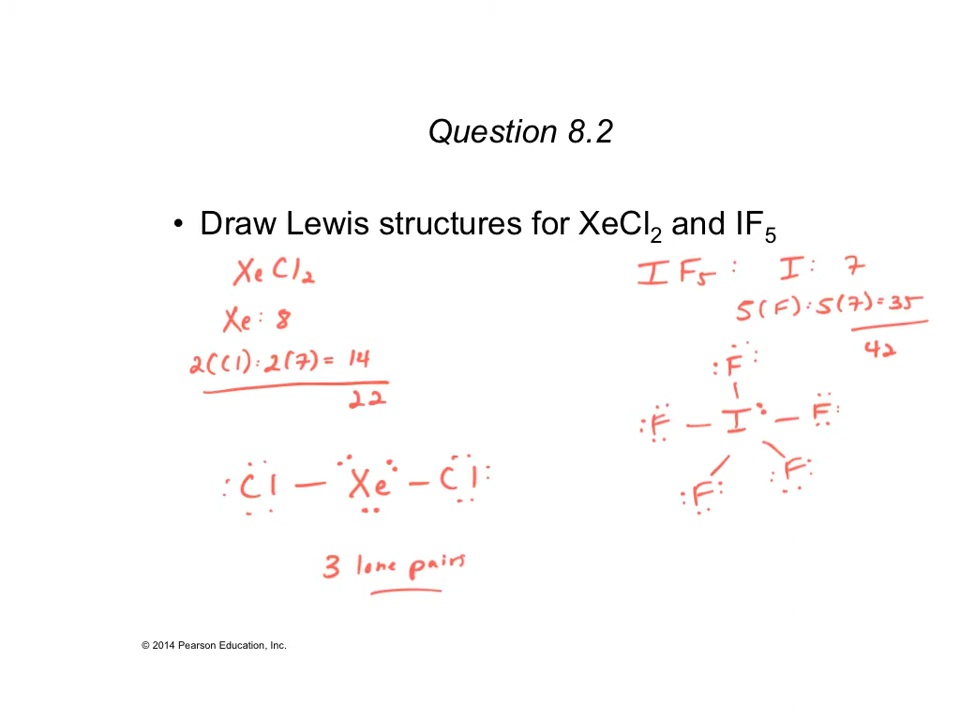 Question 8.2
• Draw Lewis structures for XeCl₂ and IF₅
XeCl₂
Xe: 8
2(Cl): 2(7) = 14
22
:Cl — Xe — Cl:
3 lone pairs
IF₅: I: 7
5(F): 5(7) = 35
42
:F:
:F — I — F:
:F: :F:
© 2014 Pearson Education, Inc.